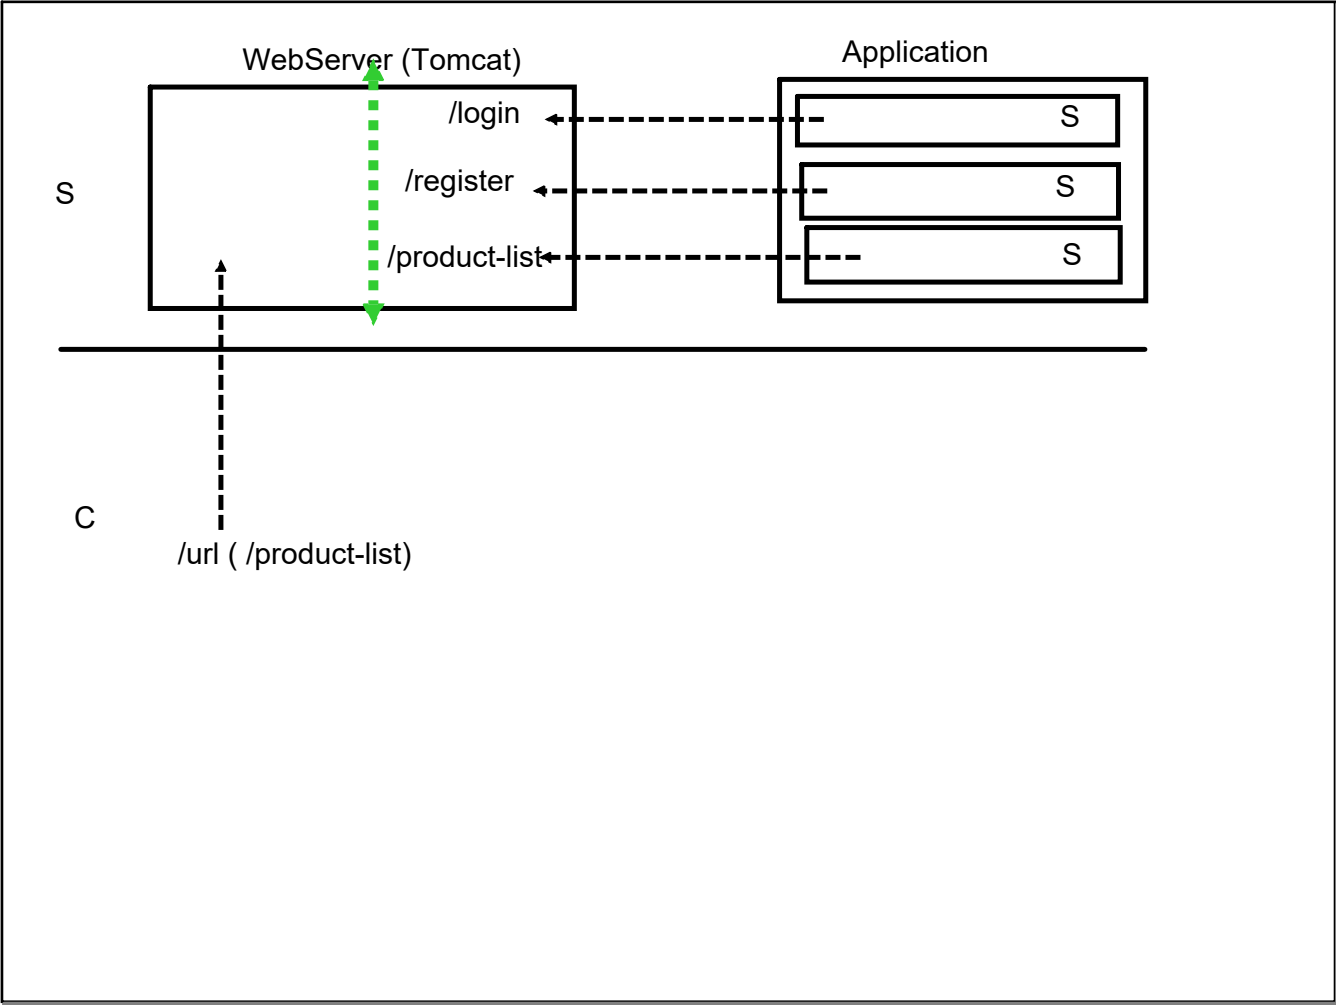 WebServer (Tomcat)
Application
/login
S
/register
S
S
/product-list
S
C
/url ( /product-list)